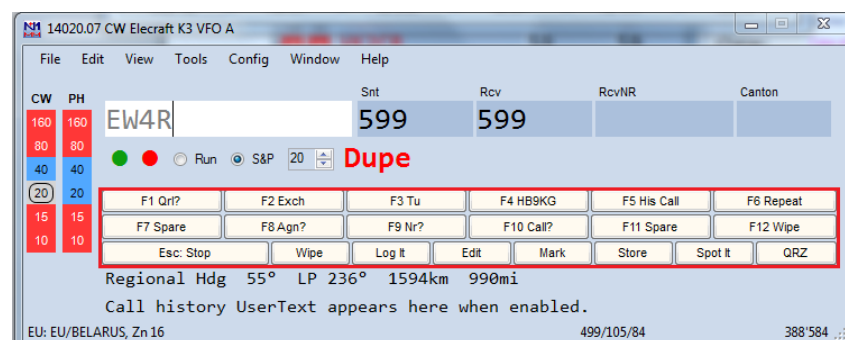 14020.07 CW Elecraft K3 VFO A
File Edit View Tools Config Window Help
CW PH Snt Rcv RcvNR Canton
160 160 EW4R 599 599
80 80 Run S&P 20 Dupe
40 40
20 20 F1 Qrl? F2 Exch F3 Tu F4 HB9KG F5 His Call F6 Repeat
15 15 F7 Spare F8 Agn? F9 Nr? F10 Call? F11 Spare F12 Wipe
10 10 Esc: Stop Wipe Log It Edit Mark Store Spot It QRZ
Regional Hdg 55° LP 236° 1594km 990mi
Call history UserText appears here when enabled.
EU: EU/BELARUS, Zn 16 499/105/84 388'584